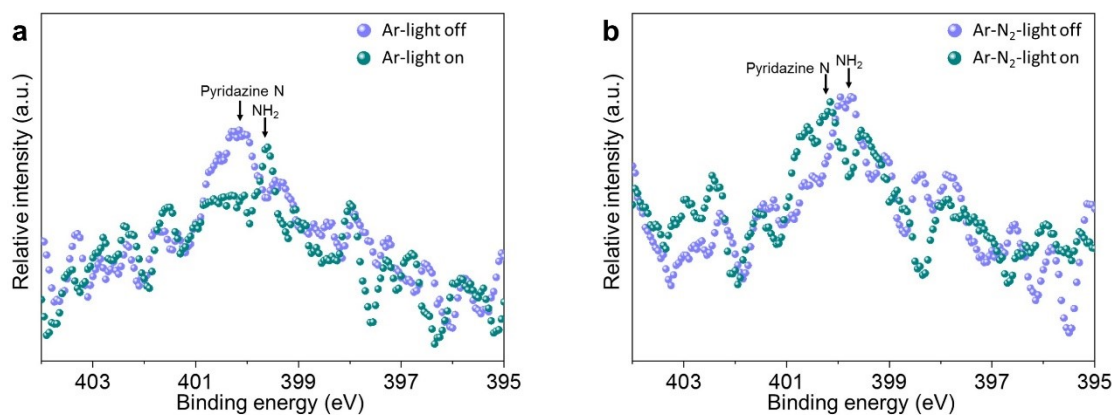 a
Ar-light off
Ar-light on
Pyridazine N
NH₂
Relative intensity (a.u.)
403 401 399 397 395
Binding energy (eV)
b
Ar-N₂-light off
Ar-N₂-light on
Pyridazine N
NH₂
Relative intensity (a.u.)
403 401 399 397 395
Binding energy (eV)